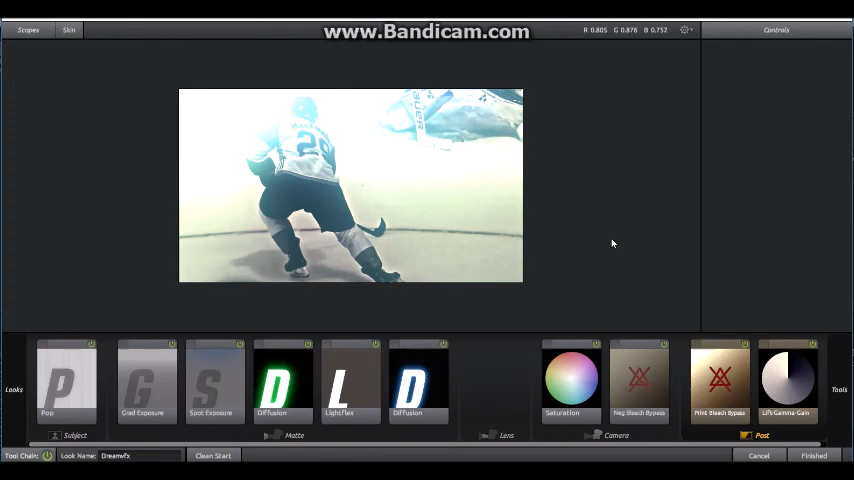 www.Bandicam.com
Scopes
Skin
R 0.805 G 0.876 B 0.752
Controls
BAUER
29
Looks
P
Pop
G
Grad Exposure
S
Spot Exposure
D
Diffusion
L
Lightflex
D
Diffusion
Saturation
Neg Bleach Bypass
Print Bleach Bypass
Lift-Gamma-Gain
Tools
Subject
Matte
Lens
Camera
Post
Tool Chain:
Look Name: Dreamvfx
Clean Start
Cancel
Finished